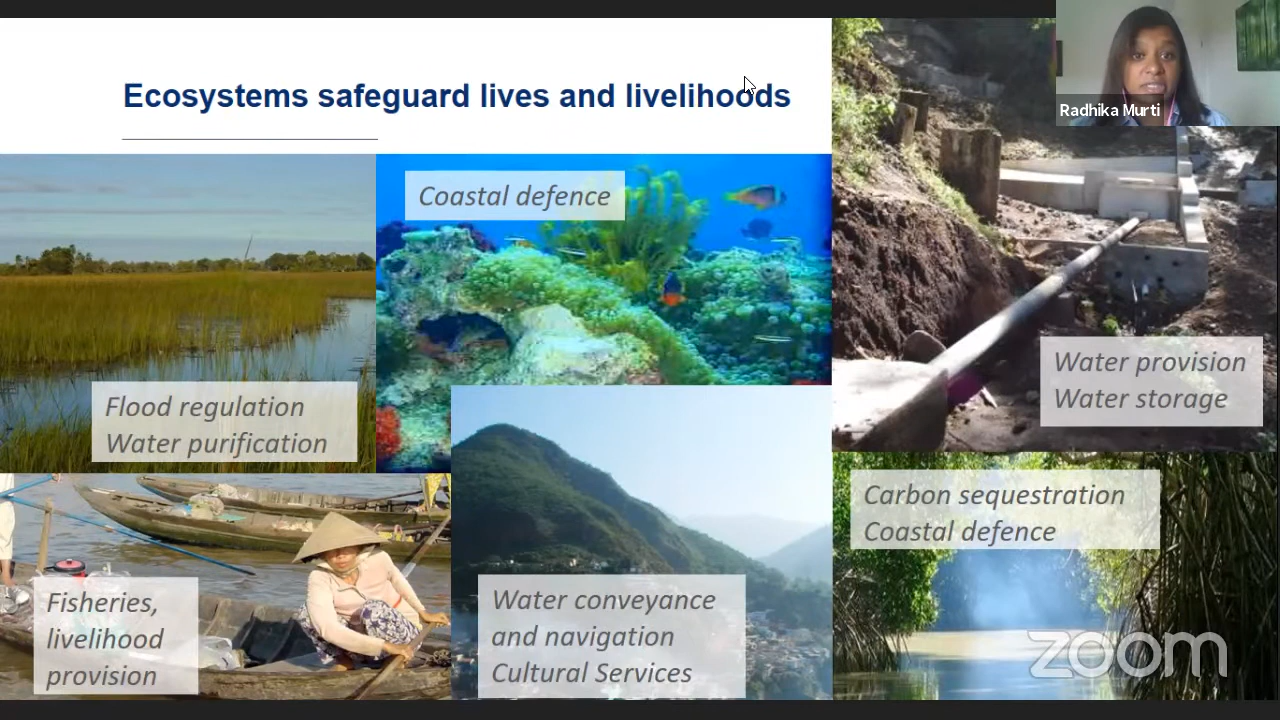 Ecosystems safeguard lives and livelihoods
Radhika Murti
Coastal defence
Flood regulation
Water purification
Water provision
Water storage
Carbon sequestration
Coastal defence
Fisheries,
livelihood
provision
Water conveyance
and navigation
Cultural Services
zoom